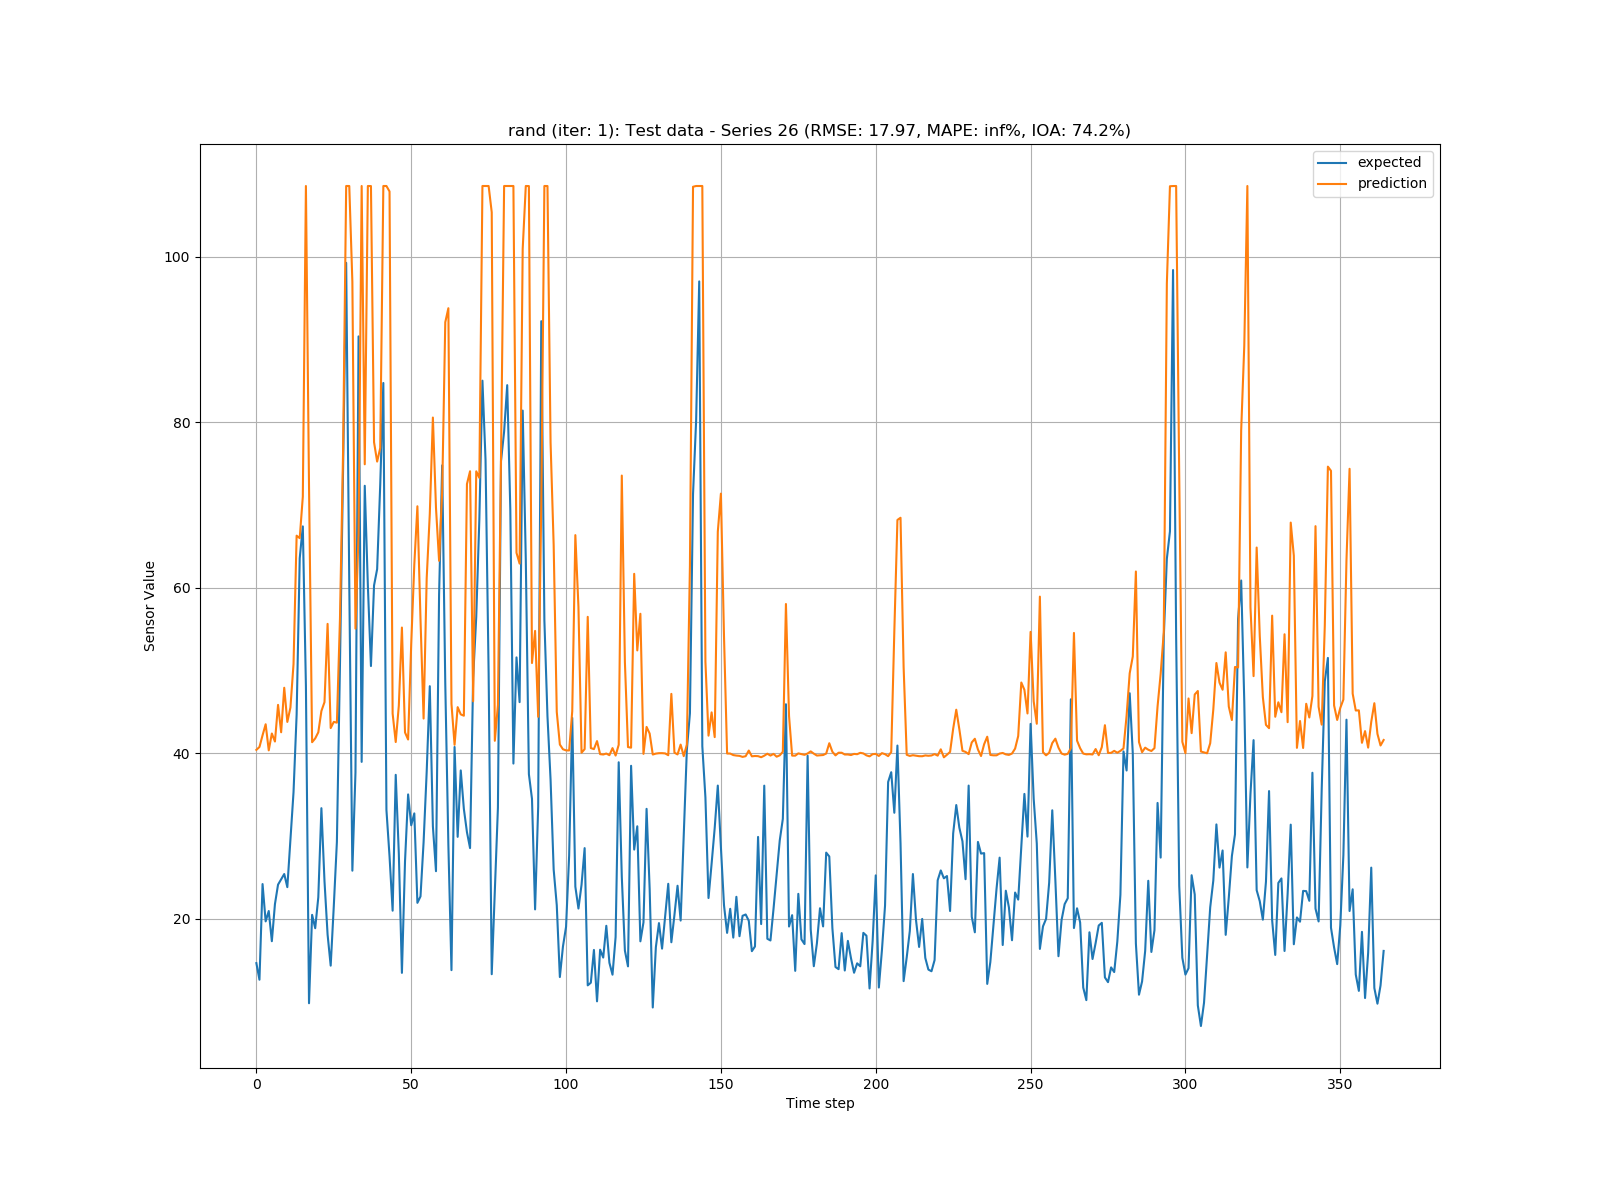 rand (iter: 1): Test data - Series 26 (RMSE: 17.97, MAPE: inf%, IOA: 74.2%)
expected
prediction
Sensor Value
100
80
60
40
20
0 50 100 150 200 250 300 350
Time step